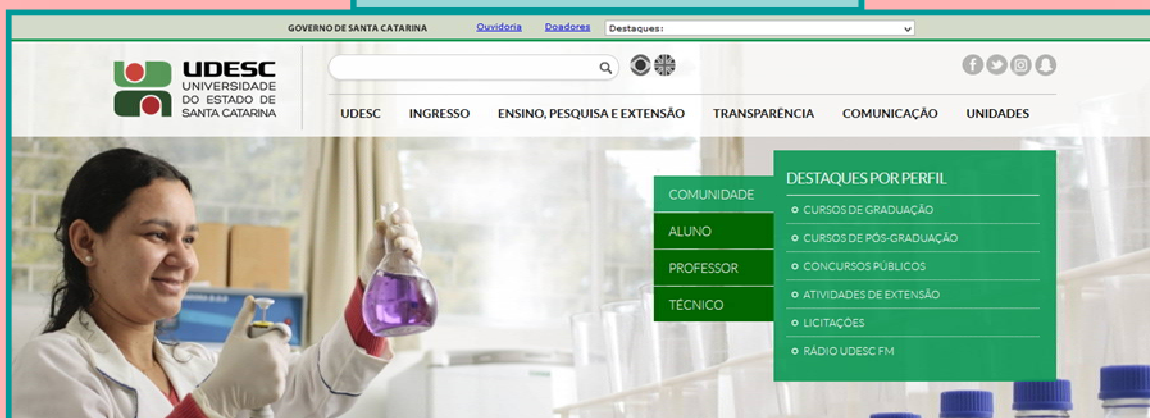 GOVERNO DE SANTA CATARINA Ouvidoria Doadores Destaques:
UDESC
UNIVERSIDADE
DO ESTADO DE
SANTA CATARINA
UDESC INGRESSO ENSINO, PESQUISA E EXTENSÃO TRANSPARÊNCIA COMUNICAÇÃO UNIDADES
COMUNIDADE
ALUNO
PROFESSOR
TÉCNICO
DESTAQUES POR PERFIL
CURSOS DE GRADUAÇÃO
CURSOS DE PÓS-GRADUAÇÃO
CONCURSOS PÚBLICOS
ATIVIDADES DE EXTENSÃO
LICITAÇÕES
RÁDIO UDESC FM